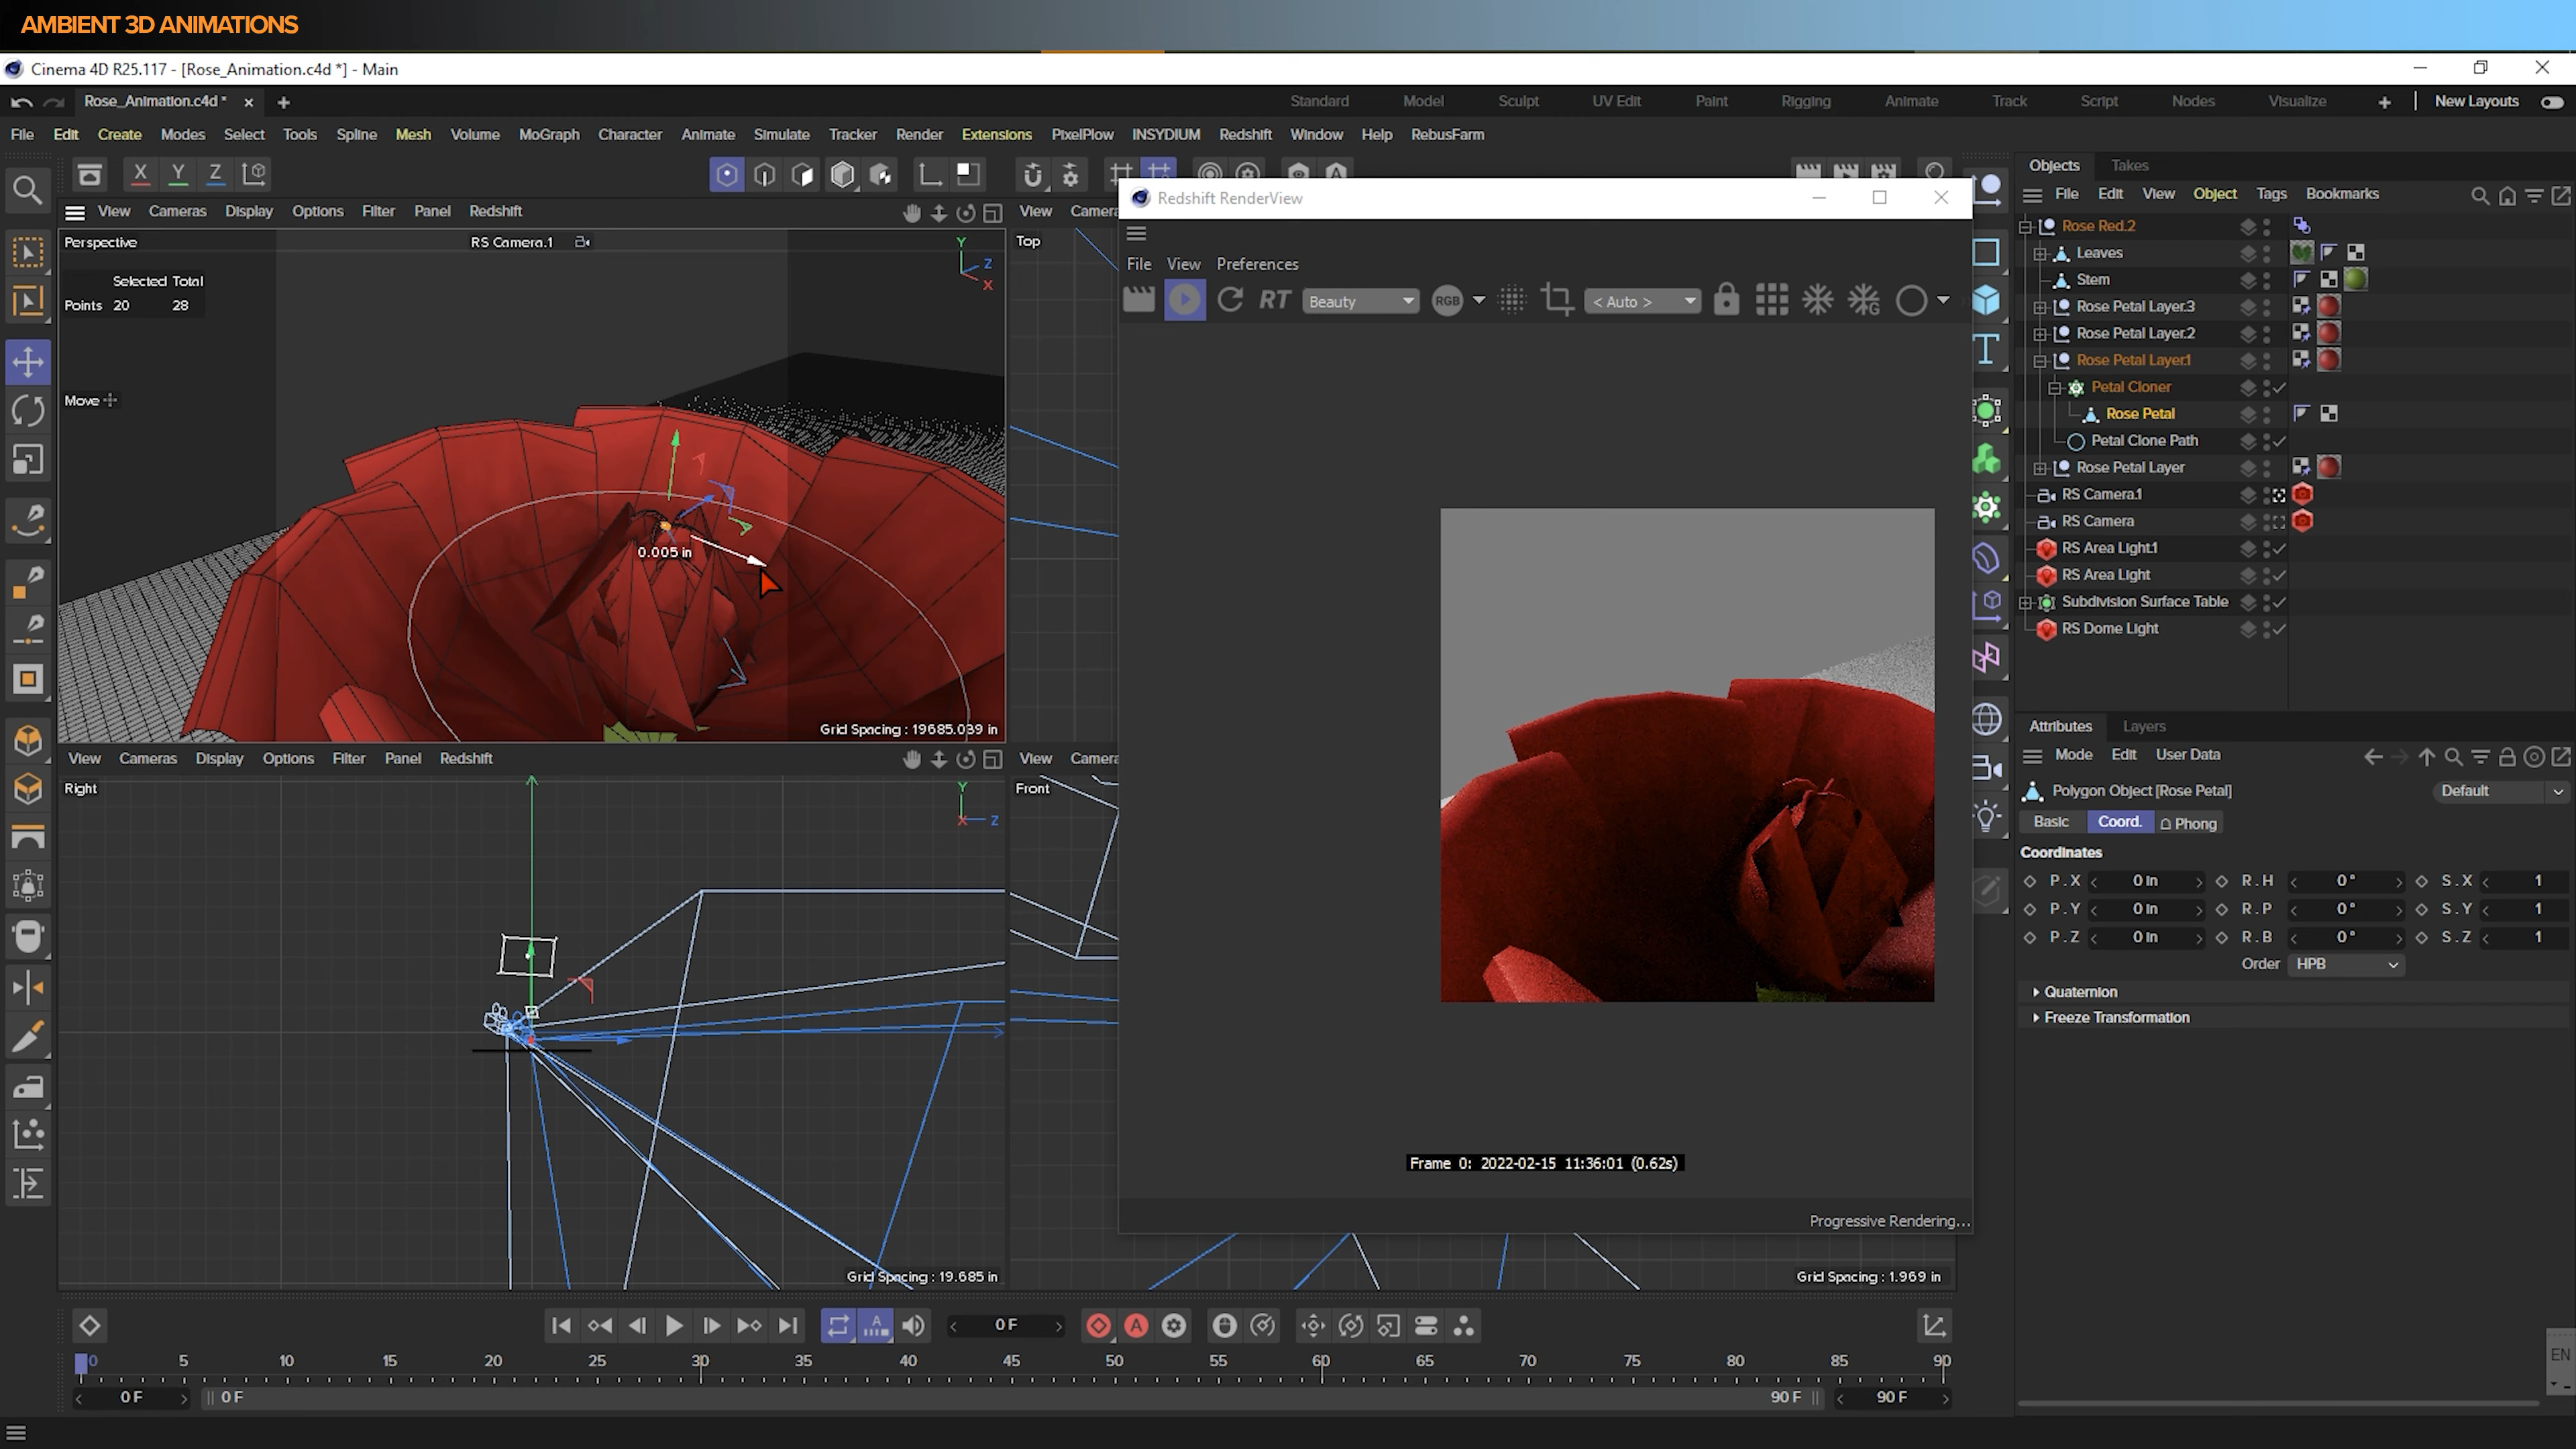 AMBIENT 3D ANIMATIONS
Cinema 4D R25.117 - [Rose_Animation.c4d *] - Main
Rose_Animation.c4d *
Standard Model Sculpt UV Edit Paint Rigging Animate Track Script Nodes Visualize New Layouts
File Edit Create Modes Select Tools Spline Mesh Volume MoGraph Character Animate Simulate Tracker Render Extensions PixelPlow INSYDIUM Redshift Window Help RebusFarm
X Y Z
View Cameras Display Options Filter Panel Redshift
Perspective
RS Camera.1
Y
Z
X
Selected Total
Points 20 28
Move
0.005 in
Grid Spacing : 19685.039 in
View
Top
Redshift RenderView
File View Preferences
RT
Beauty
RGB
< Auto >
Frame 0: 2022-02-15 11:36:01 (0.62s)
Progressive Rendering...
View Cameras Display Options Filter Panel Redshift
Right
Y
X Z
Grid Spacing : 19.685 in
View
Front
Grid Spacing : 1.969 in
Objects Takes
File Edit View Object Tags Bookmarks
Rose Red.2
Leaves
Stem
Rose Petal Layer.3
Rose Petal Layer.2
Rose Petal Layer.1
Petal Cloner
Rose Petal
Petal Clone Path
Rose Petal Layer
RS Camera.1
RS Camera
RS Area Light.1
RS Area Light
Subdivision Surface Table
RS Dome Light
Attributes Layers
Mode Edit User Data
Polygon Object [Rose Petal]
Default
Basic Coord. Phong
Coordinates
P . X 0 in R . H 0 ° S . X 1
P . Y 0 in R . P 0 ° S . Y 1
P . Z 0 in R . B 0 ° S . Z 1
Order HPB
Quaternion
Freeze Transformation
0 F
0 5 10 15 20 25 30 35 40 45 50 55 60 65 70 75 80 85 90
0 F 0 F 90 F 90 F
EN